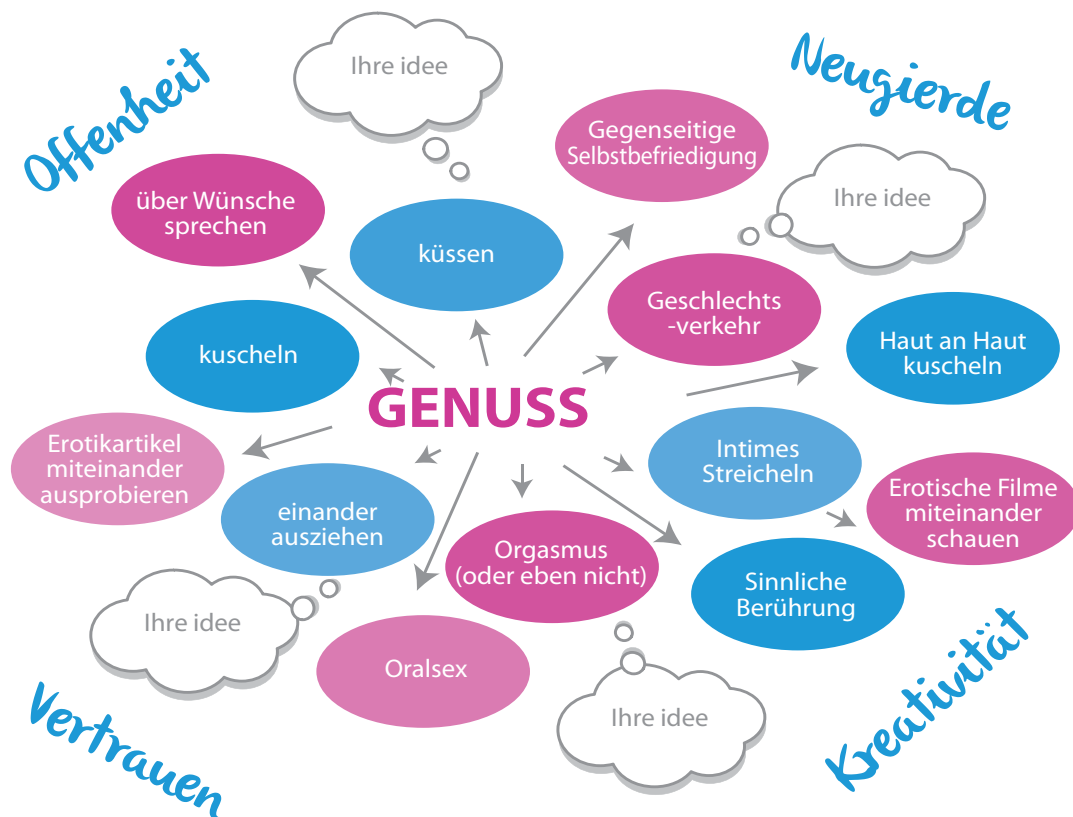 Offenheit
Ihre idee
Neugierde
Gegenseitige
Selbstbefriedigung
über Wünsche
sprechen
Ihre idee
küssen
Geschlechts
-verkehr
kuscheln
Haut an Haut
kuscheln
GENUSS
Erotikartikel
miteinander
ausprobieren
Intimes
Streicheln
einander
ausziehen
Erotische Filme
miteinander
schauen
Orgasmus
(oder eben nicht)
Sinnliche
Berührung
Ihre idee
Oralsex
Ihre idee
Vertrauen
Kreativität